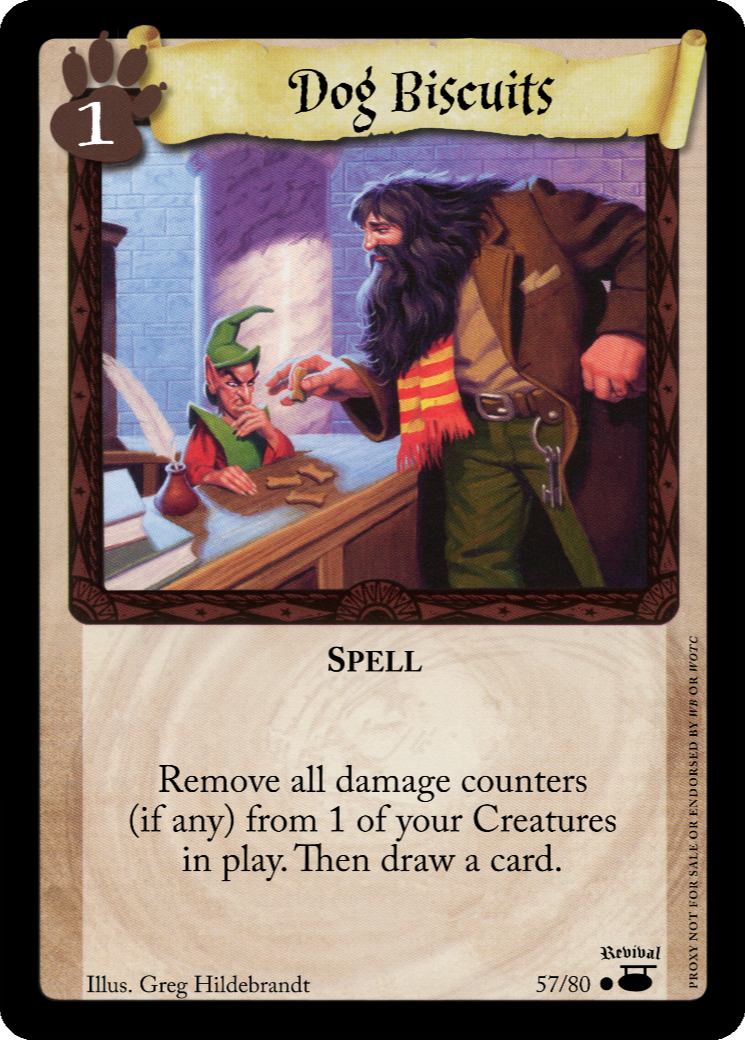 1
Dog Biscuits
SPELL
Remove all damage counters
(if any) from 1 of your Creatures
in play. Then draw a card.
Illus. Greg Hildebrandt
57/80
Revival
PROXY NOT FOR SALE OR ENDORSED BY WB OR WOTC